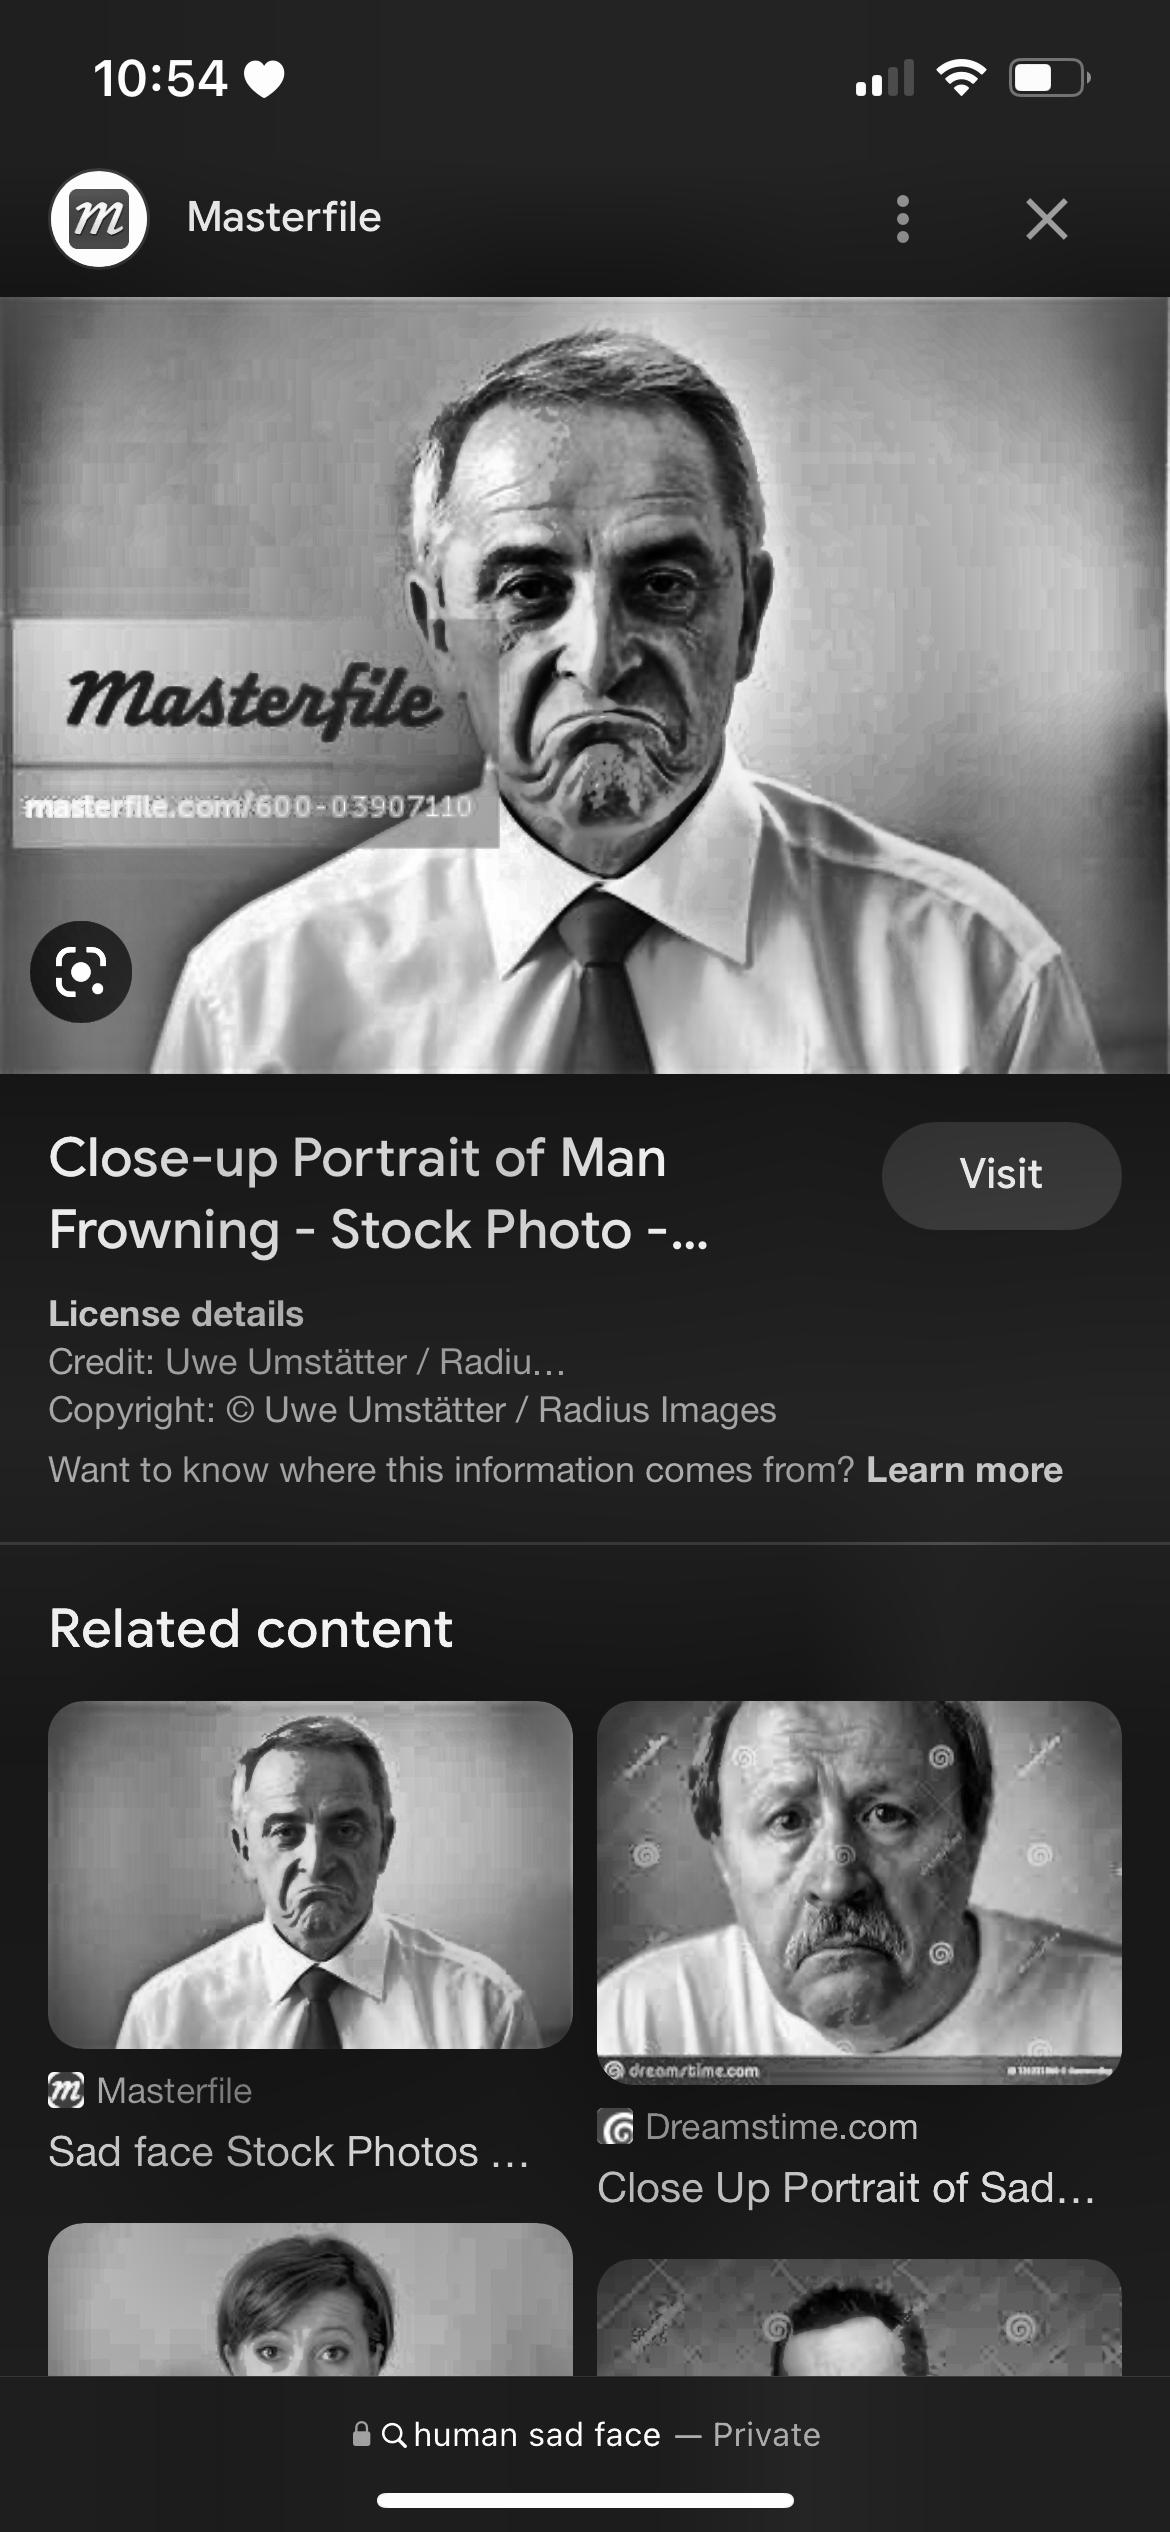 10:54
Masterfile
Masterfile
masterfile.com/600-03907110
Close-up Portrait of Man
Frowning - Stock Photo -...
Visit
License details
Credit: Uwe Umstätter / Radiu...
Copyright: © Uwe Umstätter / Radius Images
Want to know where this information comes from? Learn more
Related content
dreamstime.com
Masterfile
Sad face Stock Photos ...
Dreamstime.com
Close Up Portrait of Sad...
human sad face — Private